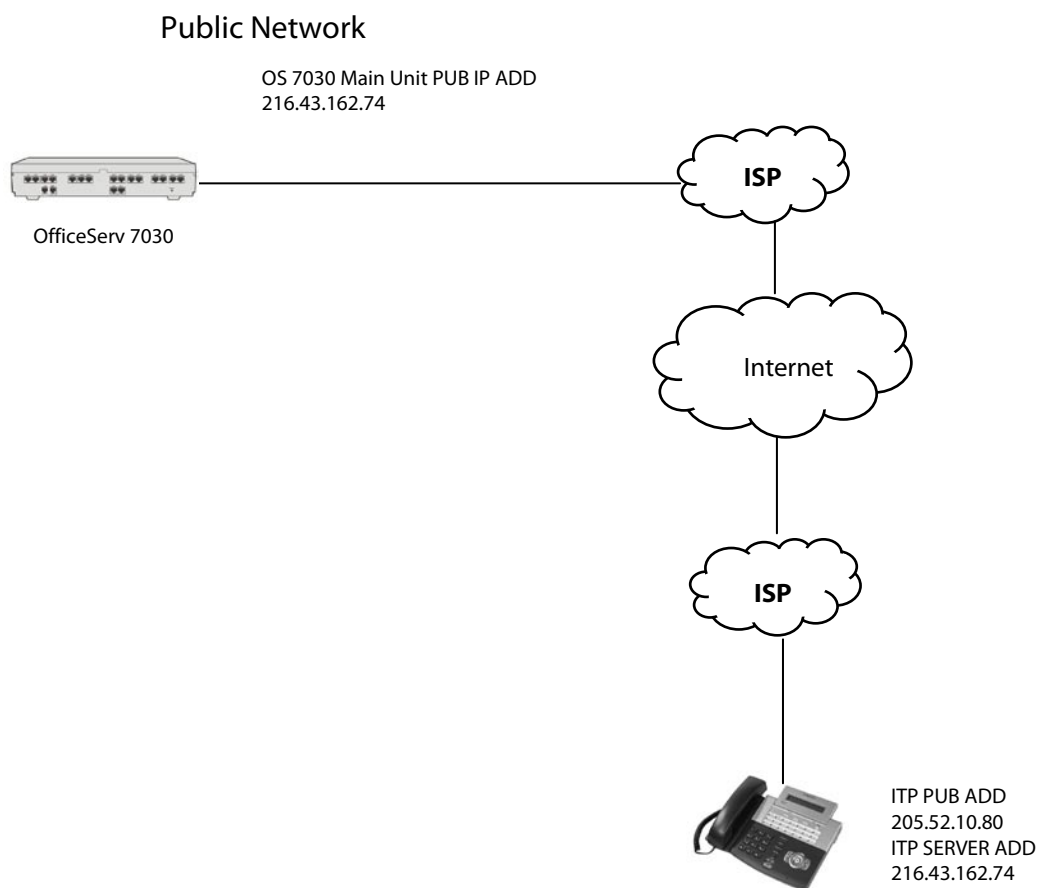 Public Network
OS 7030 Main Unit PUB IP ADD
216.43.162.74
ISP
OfficeServ 7030
Internet
ISP
ITP PUB ADD
205.52.10.80
ITP SERVER ADD
216.43.162.74